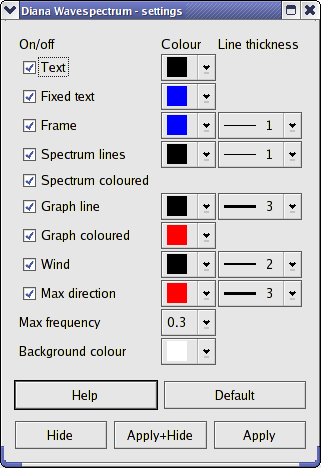 Diana Wavespectrum - settings
On/off Colour Line thickness
Text
Fixed text
Frame 1
Spectrum lines 1
Spectrum coloured
Graph line 3
Graph coloured
Wind 2
Max direction 3
Max frequency 0.3
Background colour
Help Default
Hide Apply+Hide Apply